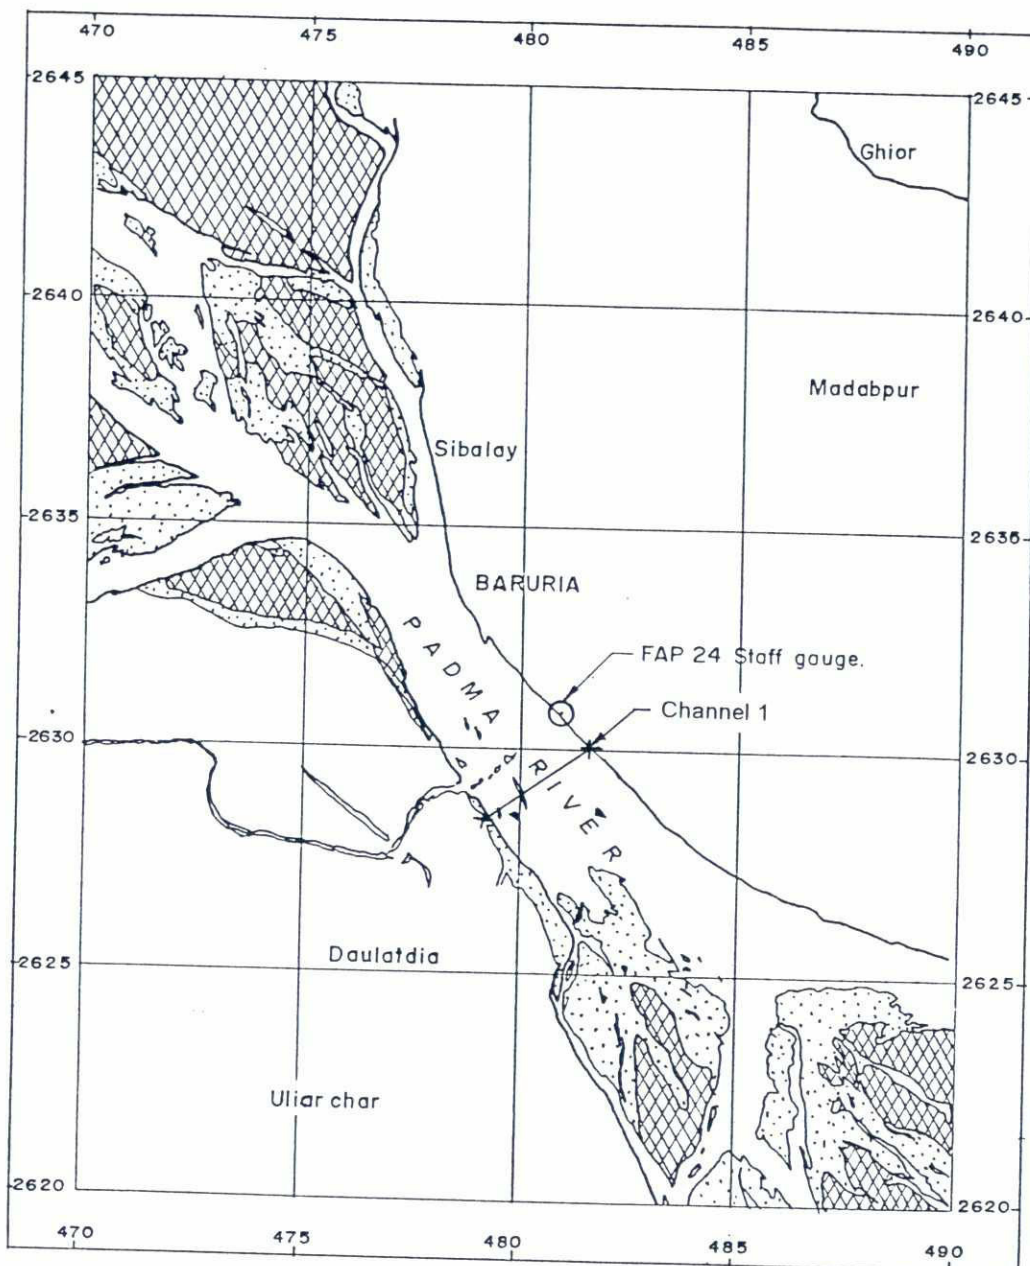 470 475 480 485 490
2645 2645
Ghior
2640 2640
Madabpur
Sibalay
2635 2635
BARURIA
PADMA RIVER
FAP 24 Staff gauge.
Channel 1
2630 2630
Daulatdia
2625 2625
Uliar char
2620 2620
470 475 480 485 490